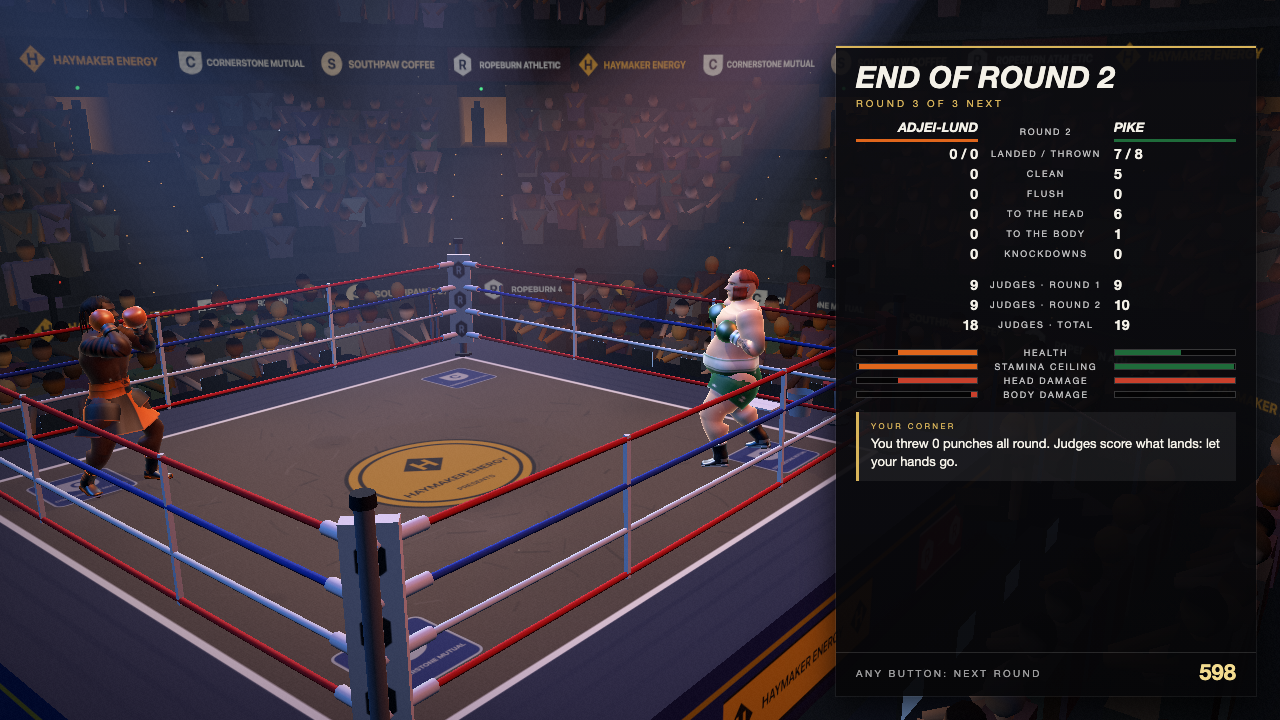 HAYMAKER ENERGY
CORNERSTONE MUTUAL
SOUTHPAW COFFEE
ROPEBURN ATHLETIC
HAYMAKER ENERGY
CORNERSTONE MUTUAL
END OF ROUND 2
ROUND 3 OF 3 NEXT
ADJEI-LUND ROUND 2 PIKE
0 / 0 LANDED / THROWN 7 / 8
0 CLEAN 5
0 FLUSH 0
0 TO THE HEAD 6
0 TO THE BODY 1
0 KNOCKDOWNS 0
9 JUDGES · ROUND 1 9
9 JUDGES · ROUND 2 10
18 JUDGES · TOTAL 19
HEALTH
STAMINA CEILING
HEAD DAMAGE
BODY DAMAGE
YOUR CORNER
You threw 0 punches all round. Judges score what lands: let
your hands go.
ANY BUTTON: NEXT ROUND 598
ROPEBURN A
HAYMAKER ENERGY
PRESENTS
HAYMAKER ENER